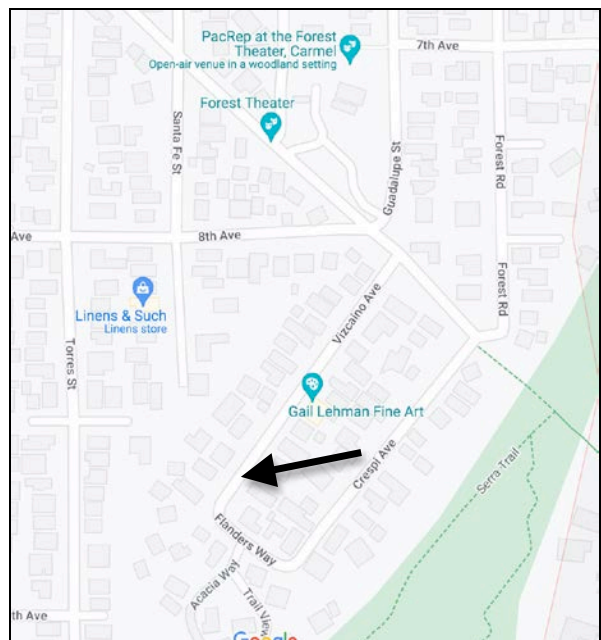 PacRep at the Forest
Theater, Carmel
Open-air venue in a woodland setting
7th Ave
Forest Theater
Santa Fe St
Guadalupe St
Forest Rd
Ave
8th Ave
Forest Rd
Linens & Such
Linens store
Vizcaino Ave
Torres St
Gail Lehman Fine Art
Crespi Ave
Serra Trail
Flanders Way
Acacia Way
Trail View
th Ave
Google